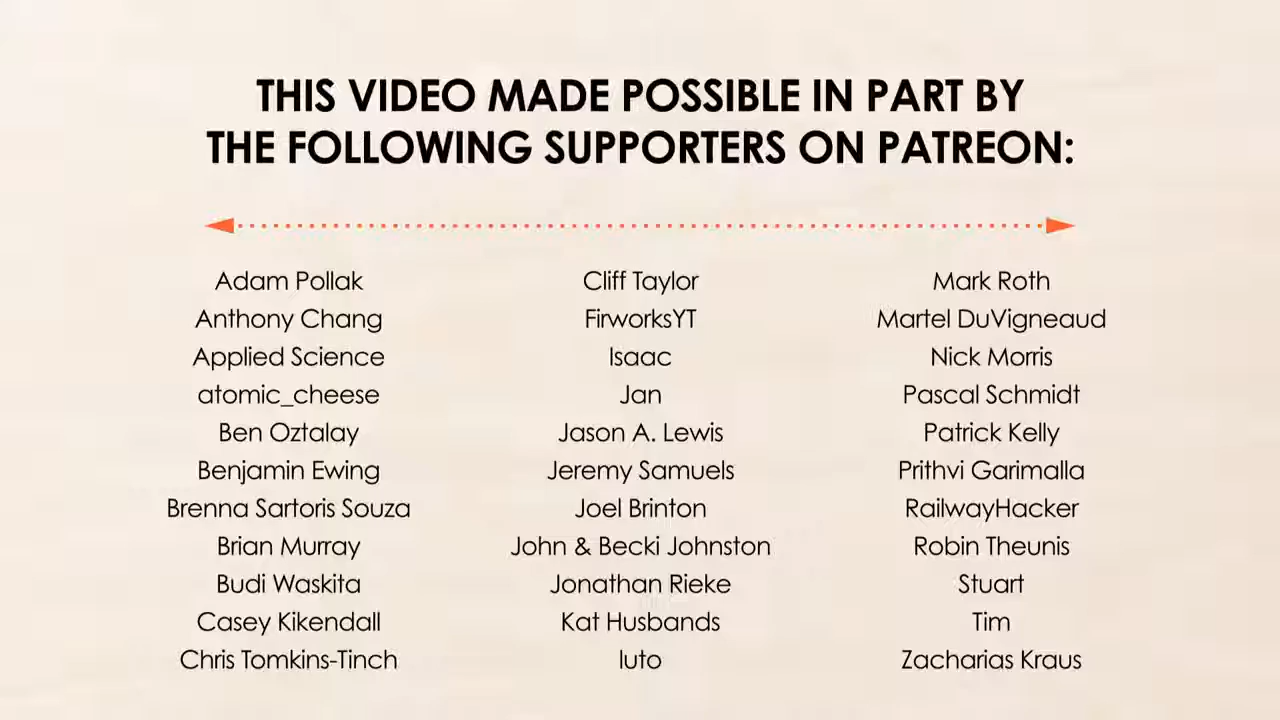 THIS VIDEO MADE POSSIBLE IN PART BY
THE FOLLOWING SUPPORTERS ON PATREON:
Adam Pollak
Anthony Chang
Applied Science
atomic_cheese
Ben Oztalay
Benjamin Ewing
Brenna Sartoris Souza
Brian Murray
Budi Waskita
Casey Kikendall
Chris Tomkins-Tinch
Cliff Taylor
FirworksYT
Isaac
Jan
Jason A. Lewis
Jeremy Samuels
Joel Brinton
John & Becki Johnston
Jonathan Rieke
Kat Husbands
luto
Mark Roth
Martel DuVigneaud
Nick Morris
Pascal Schmidt
Patrick Kelly
Prithvi Garimalla
RailwayHacker
Robin Theunis
Stuart
Tim
Zacharias Kraus